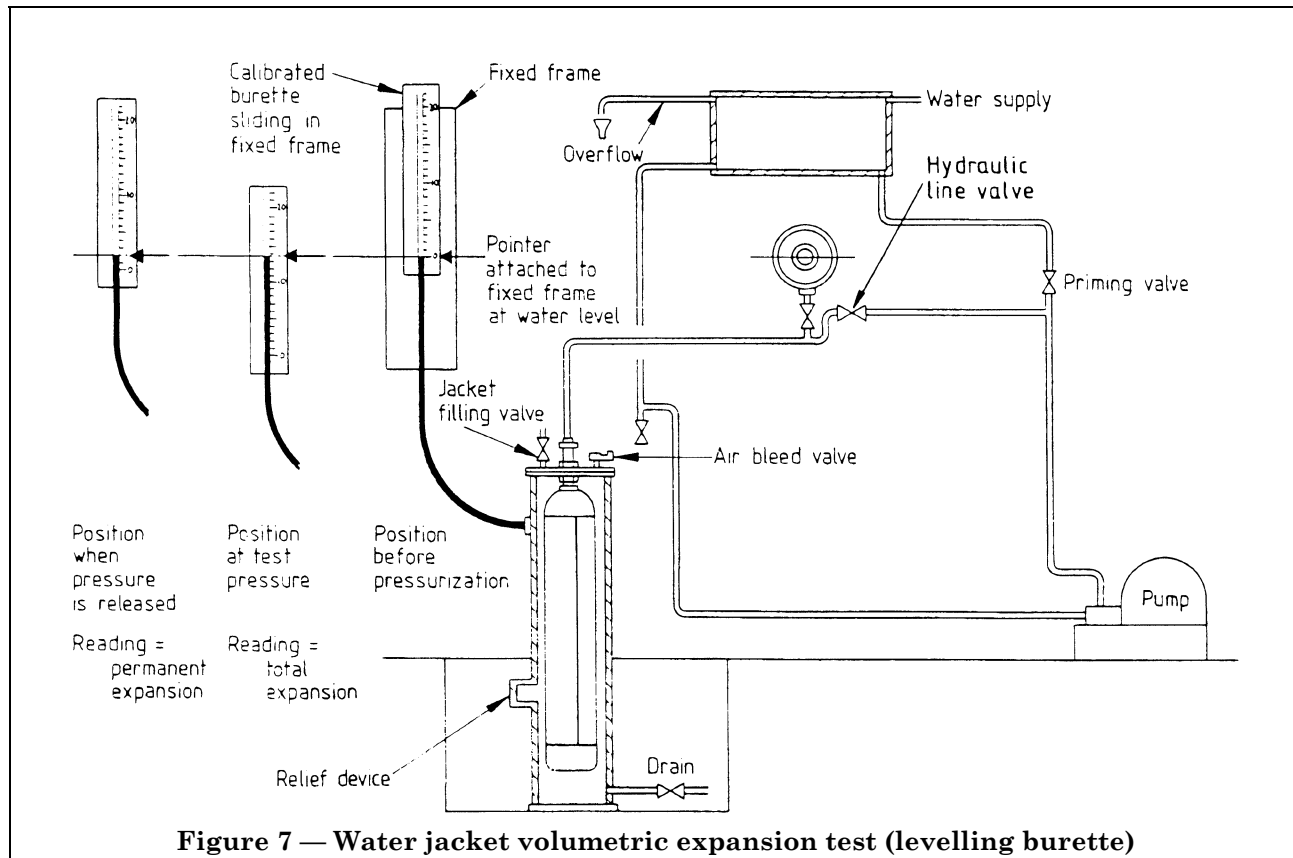 Calibrated
burette
sliding in
fixed frame
Fixed frame
Water supply
Overflow
Hydraulic
line valve
Pointer
attached to
fixed frame
at water level
Priming valve
Jacket
filling valve
Air bleed valve
Position
when
pressure
is released
Position
at test
pressure
Position
before
pressurization
Pump
Reading =
permanent
expansion
Reading =
total
expansion
Relief device
Drain
Figure 7 — Water jacket volumetric expansion test (levelling burette)